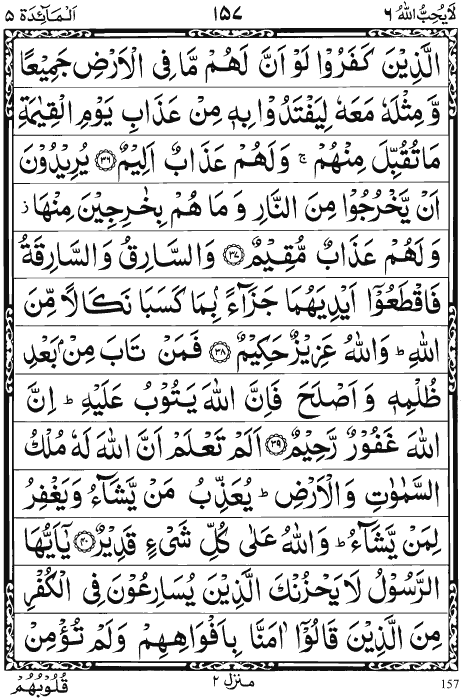 لَا يُحِبُّ اللّٰهُ ٦ ١٥٧ اَلْمَآئِدَة ٥
الَّذِيْنَ كَفَرُوْا لَوْ اَنَّ لَهُمْ مَّا فِى الْاَرْضِ جَمِيْعًا
وَّ مِثْلَهٗ مَعَهٗ لِيَفْتَدُوْا بِهٖ مِنْ عَذَابِ يَوْمِ الْقِيٰمَةِ
مَا تُقُبِّلَ مِنْهُمْ ۚ وَلَهُمْ عَذَابٌ اَلِيْمٌ ﴿٣٦﴾ يُرِيْدُوْنَ
اَنْ يَّخْرُجُوْا مِنَ النَّارِ وَ مَا هُمْ بِخٰرِجِيْنَ مِنْهَا ز
وَلَهُمْ عَذَابٌ مُّقِيْمٌ ﴿٣٧﴾ وَالسَّارِقُ وَالسَّارِقَةُ
فَاقْطَعُوْٓا اَيْدِيَهُمَا جَزَآءًۢ بِمَا كَسَبَا نَكَالًا مِّنَ
اللّٰهِ ؕ وَاللّٰهُ عَزِيْزٌ حَكِيْمٌ ﴿٣٨﴾ فَمَنْ تَابَ مِنْۢ بَعْدِ
ظُلْمِهٖ وَ اَصْلَحَ فَاِنَّ اللّٰهَ يَتُوْبُ عَلَيْهِ ؕ اِنَّ
اللّٰهَ غَفُوْرٌ رَّحِيْمٌ ﴿٣٩﴾ اَلَمْ تَعْلَمْ اَنَّ اللّٰهَ لَهٗ مُلْكُ
السَّمٰوٰتِ وَ الْاَرْضِ ؕ يُعَذِّبُ مَنْ يَّشَآءُ وَ يَغْفِرُ
لِمَنْ يَّشَآءُ ؕ وَاللّٰهُ عَلٰى كُلِّ شَىْءٍ قَدِيْرٌ ﴿٤٠﴾ يٰۤاَيُّهَا
الرَّسُوْلُ لَا يَحْزُنْكَ الَّذِيْنَ يُسَارِعُوْنَ فِى الْكُفْرِ
مِنَ الَّذِيْنَ قَالُوْٓا اٰمَنَّا بِاَفْوَاهِهِمْ وَ لَمْ تُؤْمِنْ
قُلُوْبُهُمْ منزل ٢ 157